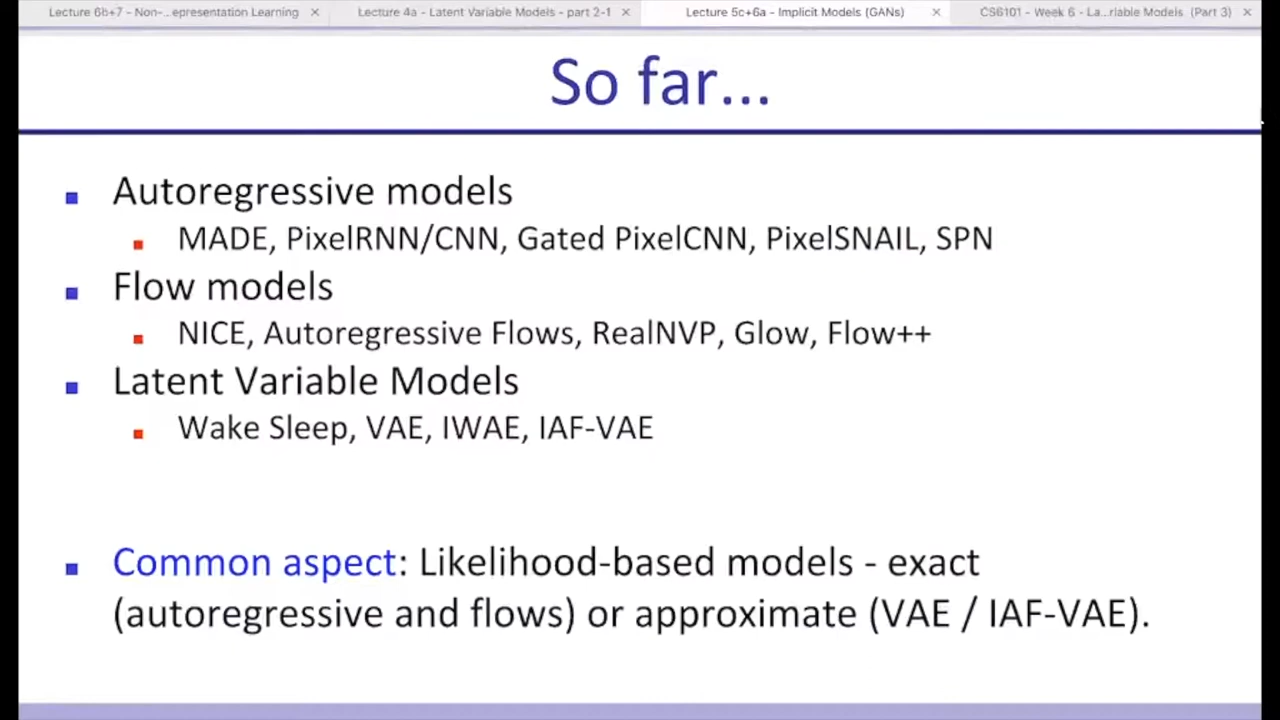 Lecture 6b+7 - Non-...epresentation Learning × Lecture 4a - Latent Variable Models - part 2-1 × Lecture 5c+6a - Implicit Models (GANs) × CS6101 - Week 6 - La...riable Models (Part 3) ×
So far...
Autoregressive models
MADE, PixelRNN/CNN, Gated PixelCNN, PixelSNAIL, SPN
Flow models
NICE, Autoregressive Flows, RealNVP, Glow, Flow++
Latent Variable Models
Wake Sleep, VAE, IWAE, IAF-VAE
Common aspect: Likelihood-based models - exact
(autoregressive and flows) or approximate (VAE / IAF-VAE).